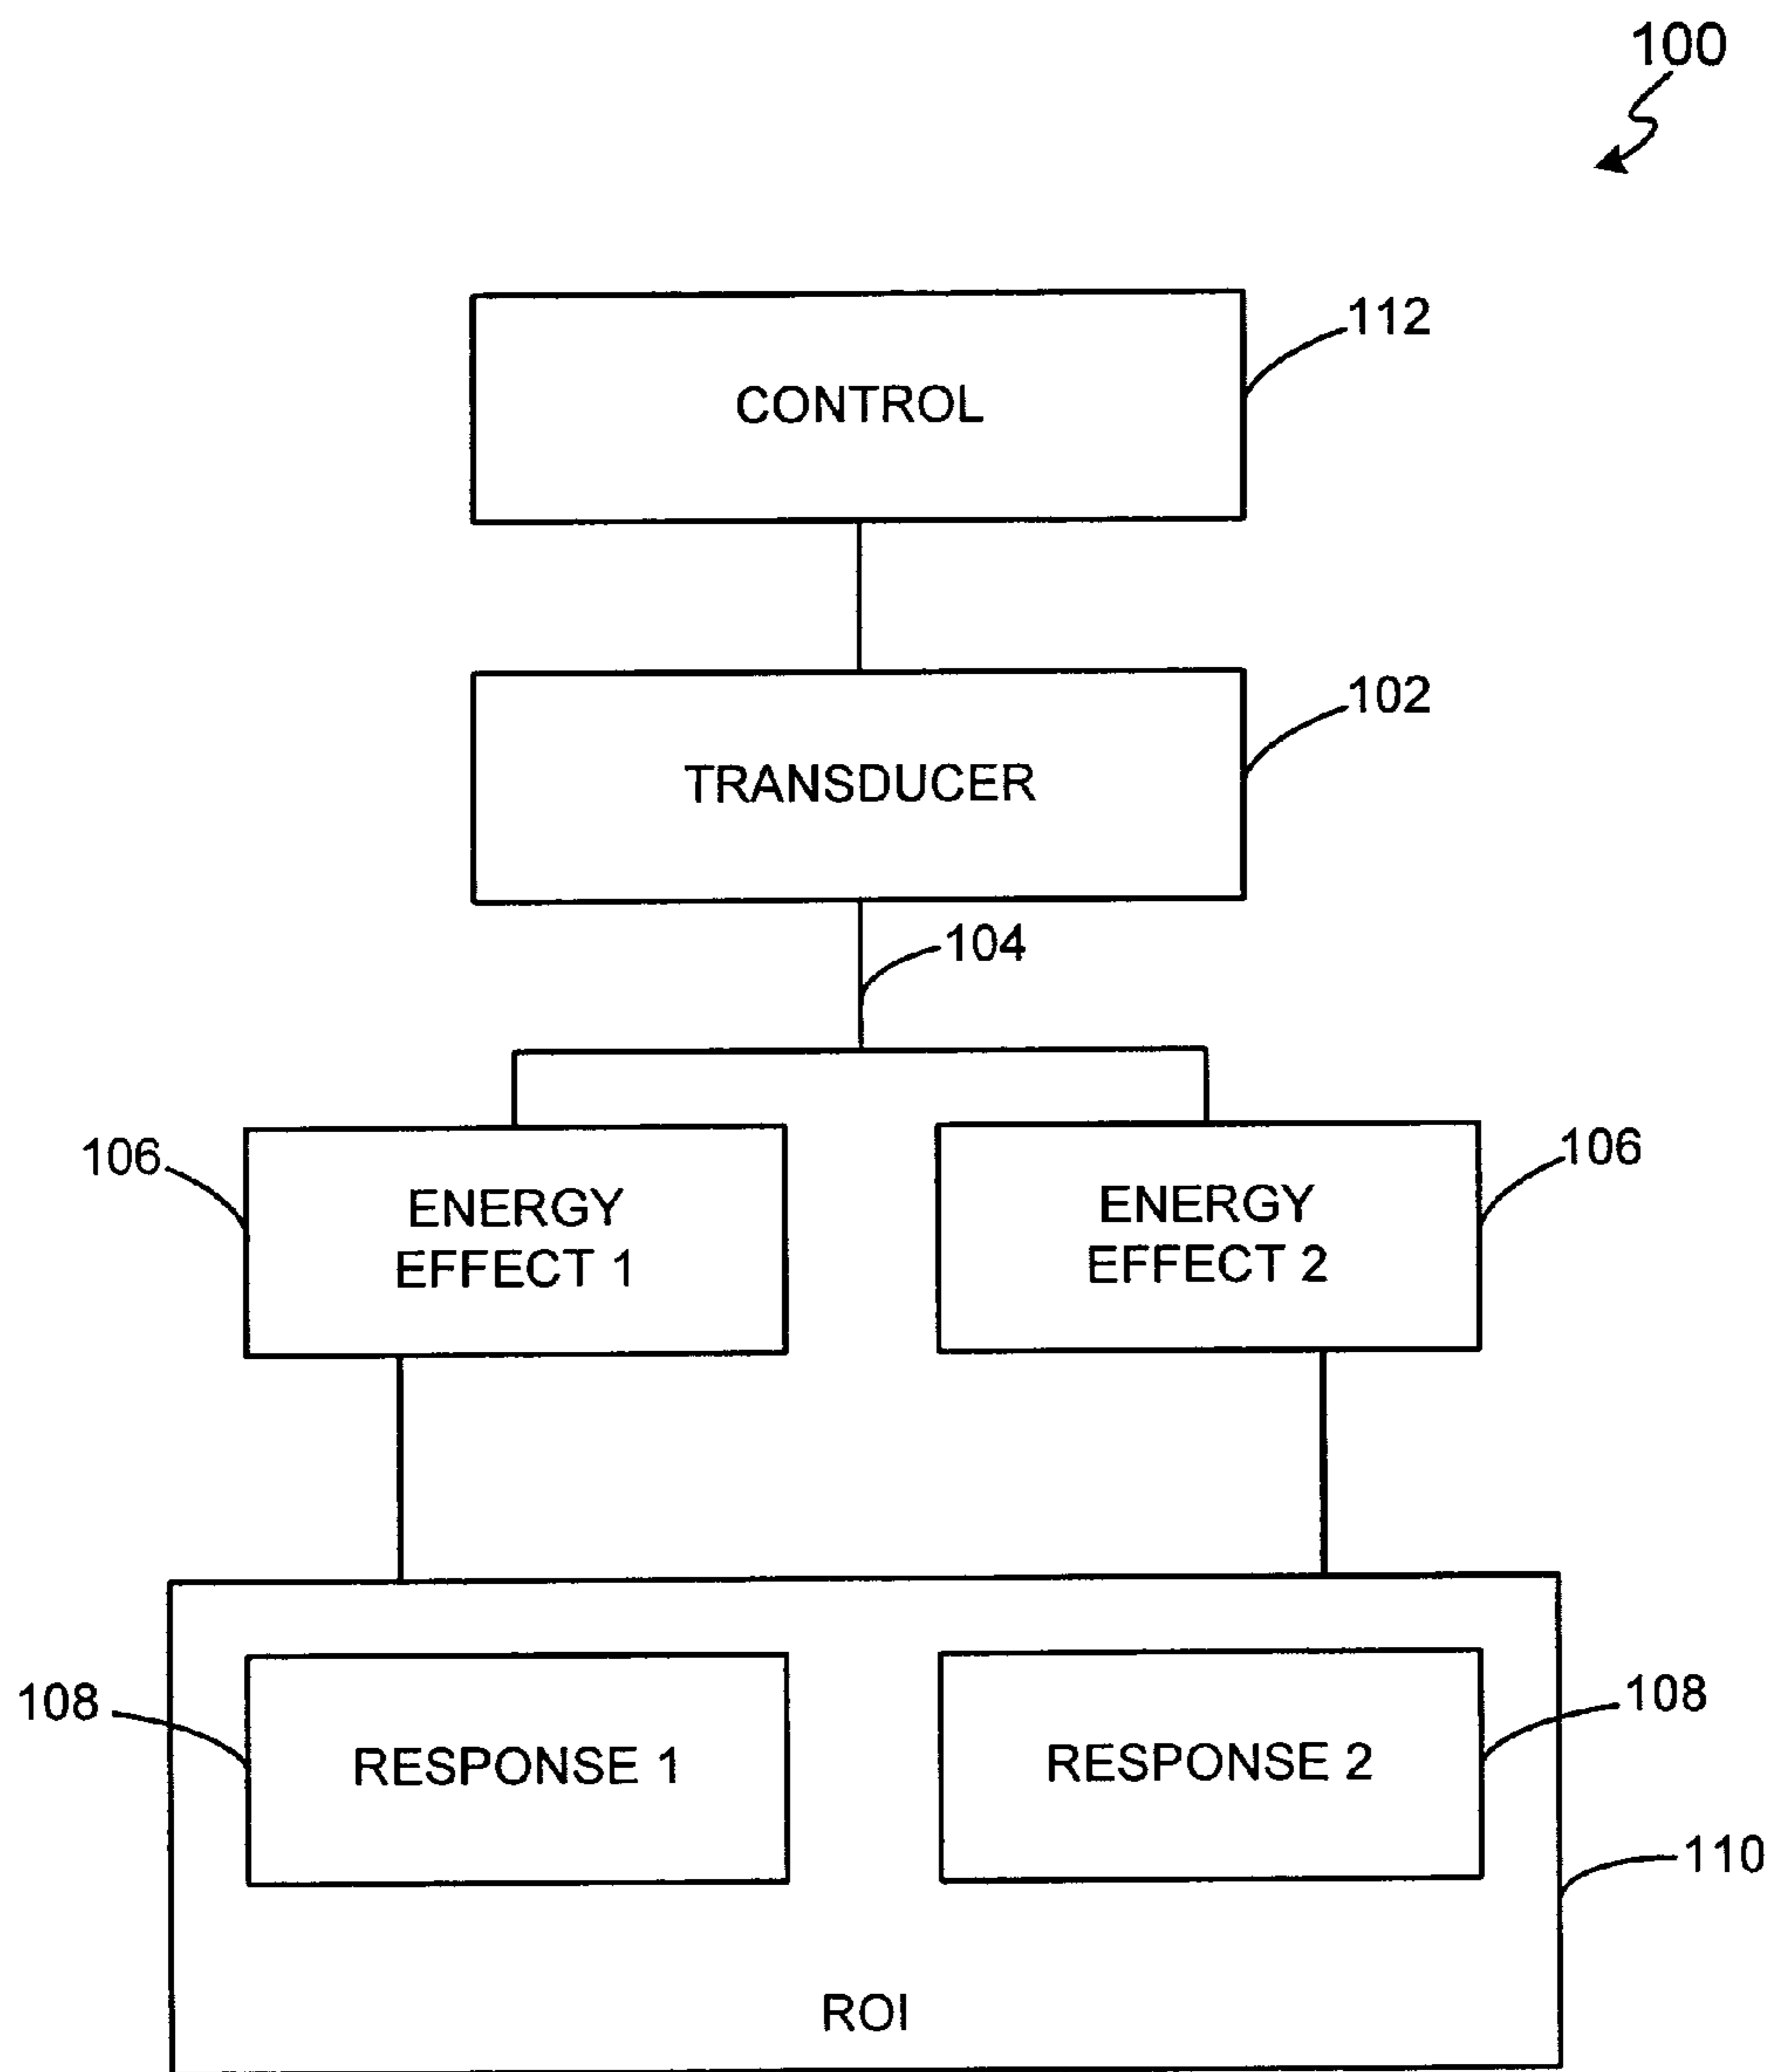 100
112
CONTROL
102
TRANSDUCER
104
106
106
ENERGY
EFFECT 1
ENERGY
EFFECT 2
108
108
RESPONSE 1
RESPONSE 2
110
ROI